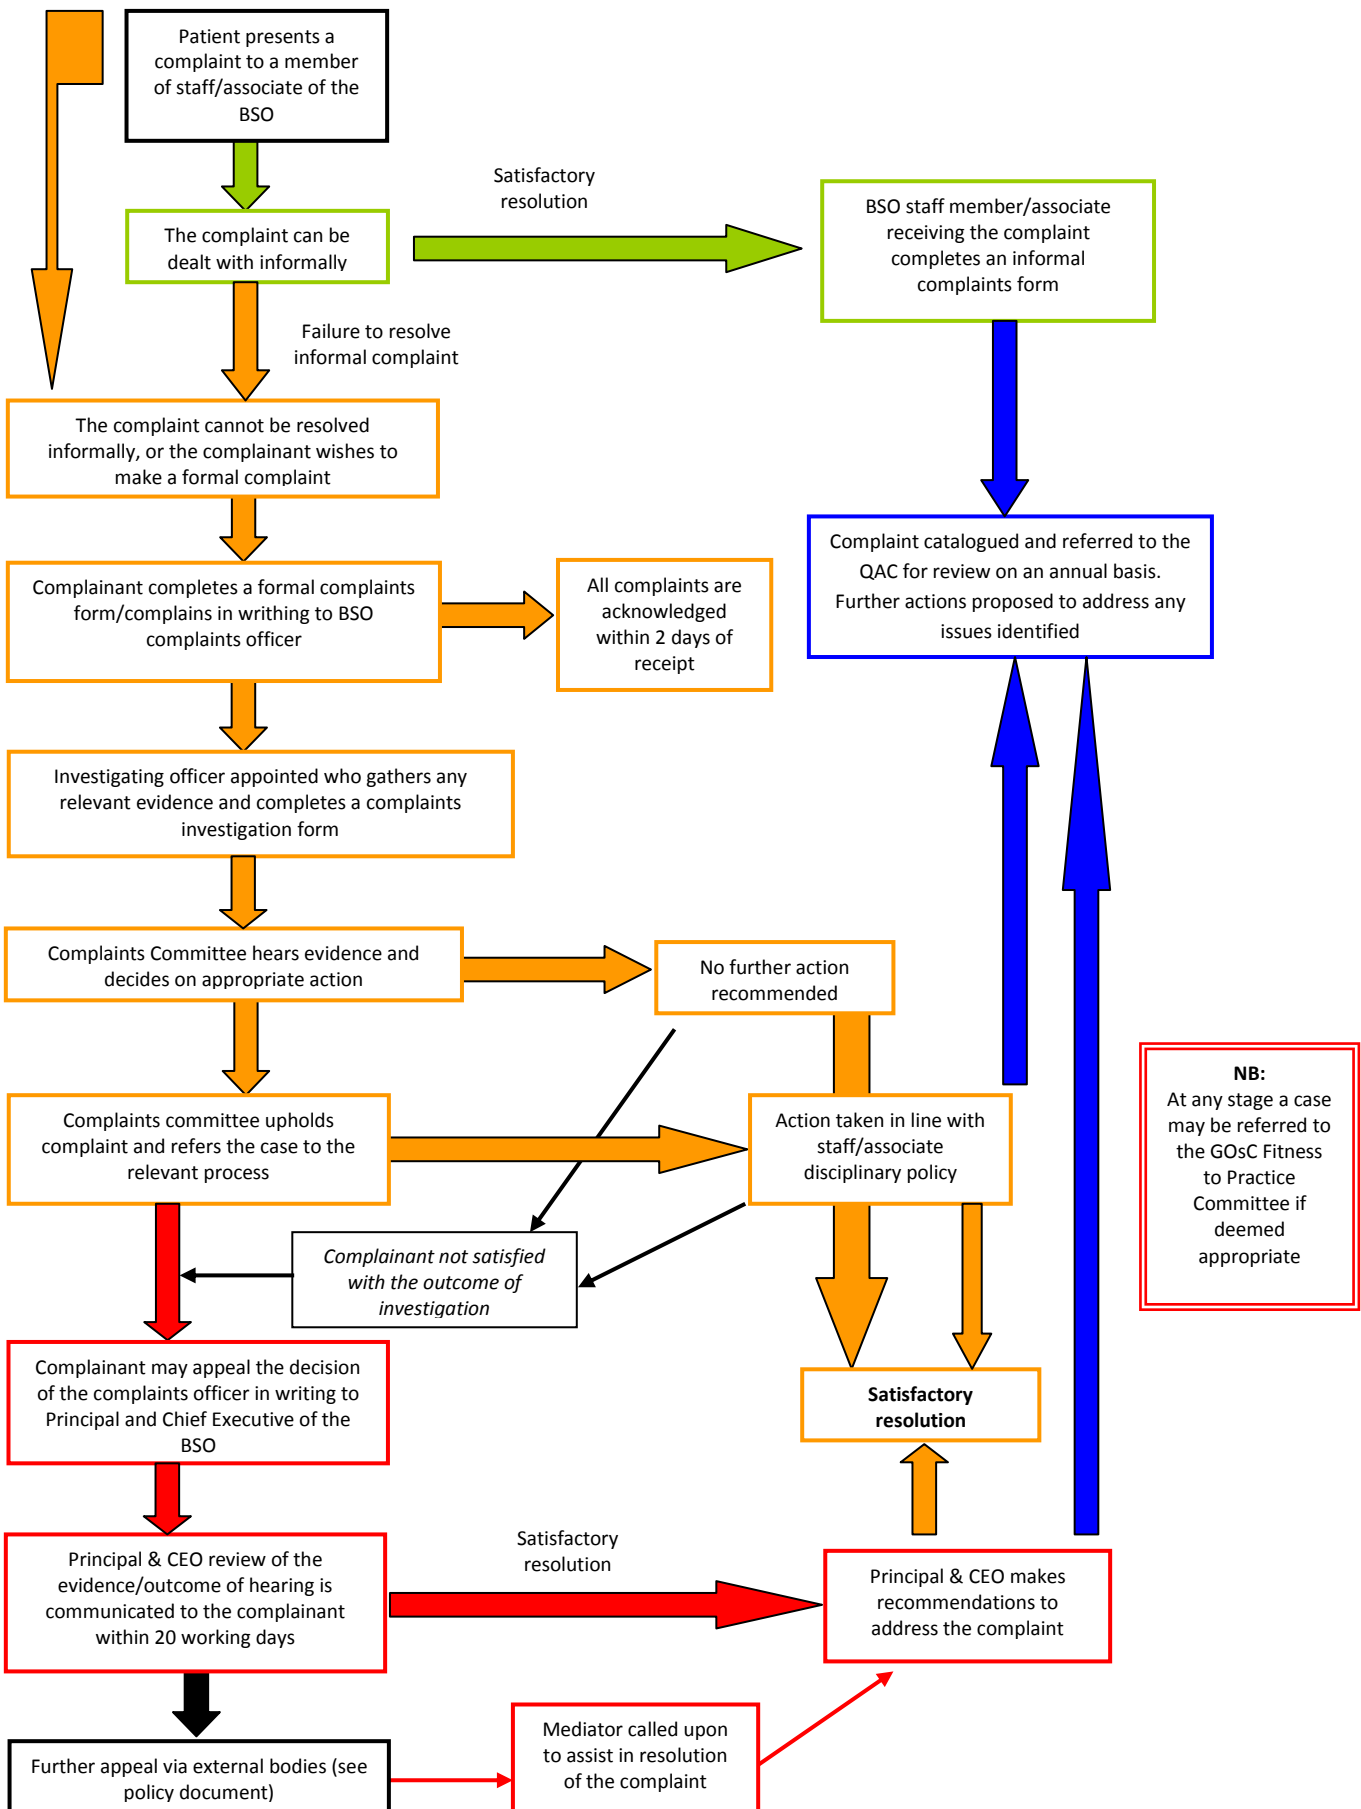 Patient presents a
complaint to a member
of staff/associate of the
BSO
Satisfactory
resolution
The complaint can be
dealt with informally
BSO staff member/associate
receiving the complaint
completes an informal
complaints form
Failure to resolve
informal complaint
The complaint cannot be resolved
informally, or the complainant wishes to
make a formal complaint
Complainant completes a formal complaints
form/complains in writhing to BSO
complaints officer
All complaints are
acknowledged
within 2 days of
receipt
Complaint catalogued and referred to the
QAC for review on an annual basis.
Further actions proposed to address any
issues identified
Investigating officer appointed who gathers any
relevant evidence and completes a complaints
investigation form
Complaints Committee hears evidence and
decides on appropriate action
No further action
recommended
Complaints committee upholds
complaint and refers the case to the
relevant process
Action taken in line with
staff/associate
disciplinary policy
NB:
At any stage a case
may be referred to
the GOsC Fitness
to Practice
Committee if
deemed
appropriate
Complainant not satisfied
with the outcome of
investigation
Complainant may appeal the decision
of the complaints officer in writing to
Principal and Chief Executive of the
BSO
Satisfactory
resolution
Principal & CEO review of the
evidence/outcome of hearing is
communicated to the complainant
within 20 working days
Satisfactory
resolution
Principal & CEO makes
recommendations to
address the complaint
Further appeal via external bodies (see
policy document)
Mediator called upon
to assist in resolution
of the complaint